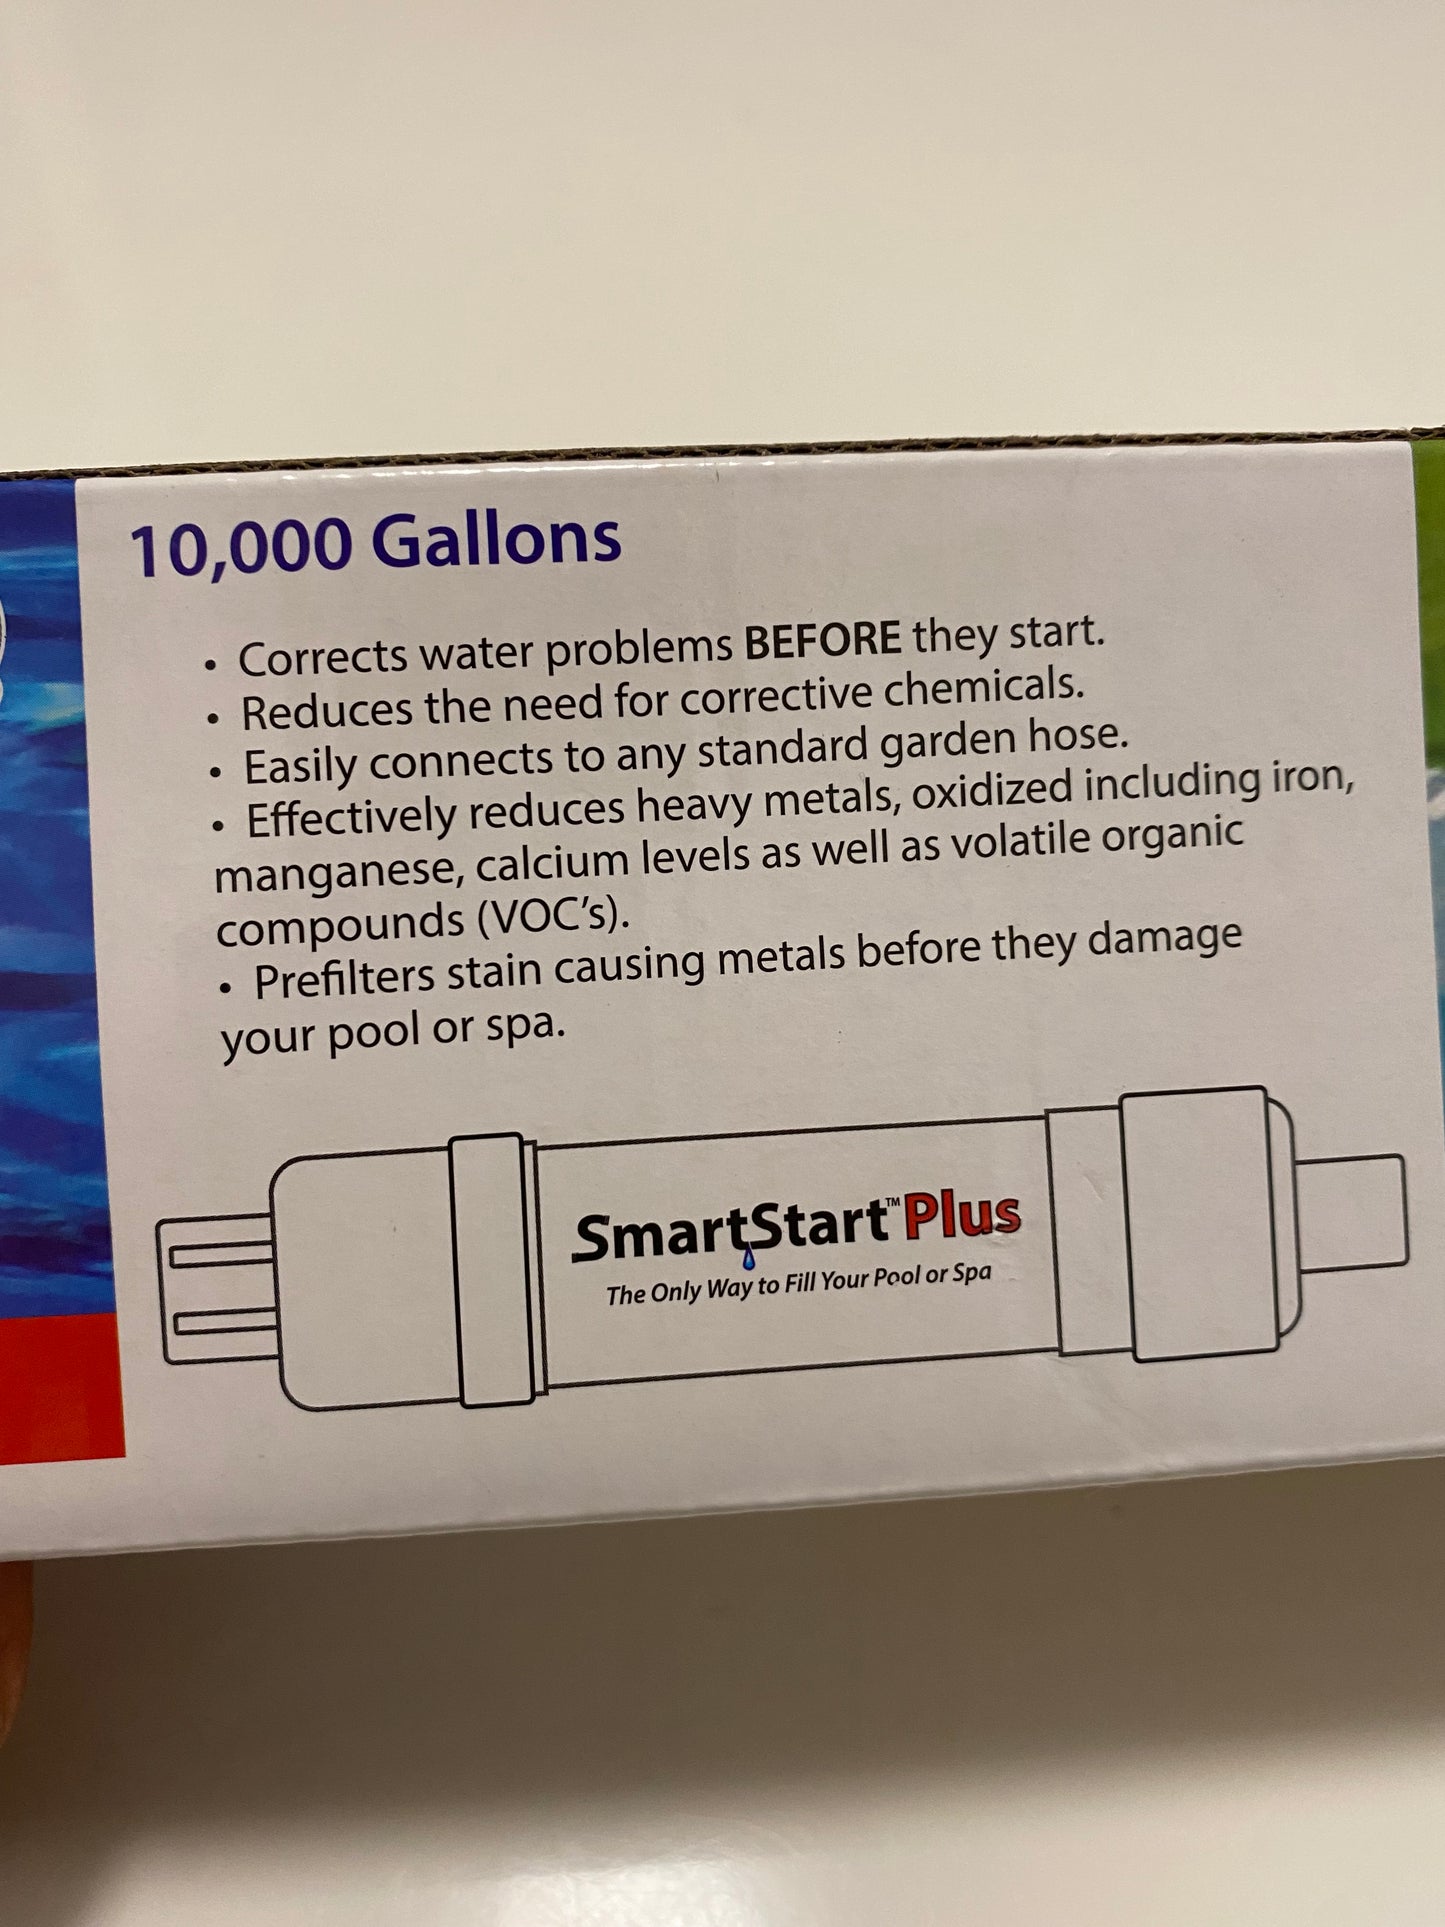 10,000 Gallons
• Corrects water problems BEFORE they start.
• Reduces the need for corrective chemicals.
• Easily connects to any standard garden hose.
• Effectively reduces heavy metals, oxidized including iron,
manganese, calcium levels as well as volatile organic
compounds (VOC's).
• Prefilters stain causing metals before they damage
your pool or spa.
SmartStart™Plus
The Only Way to Fill Your Pool or Spa